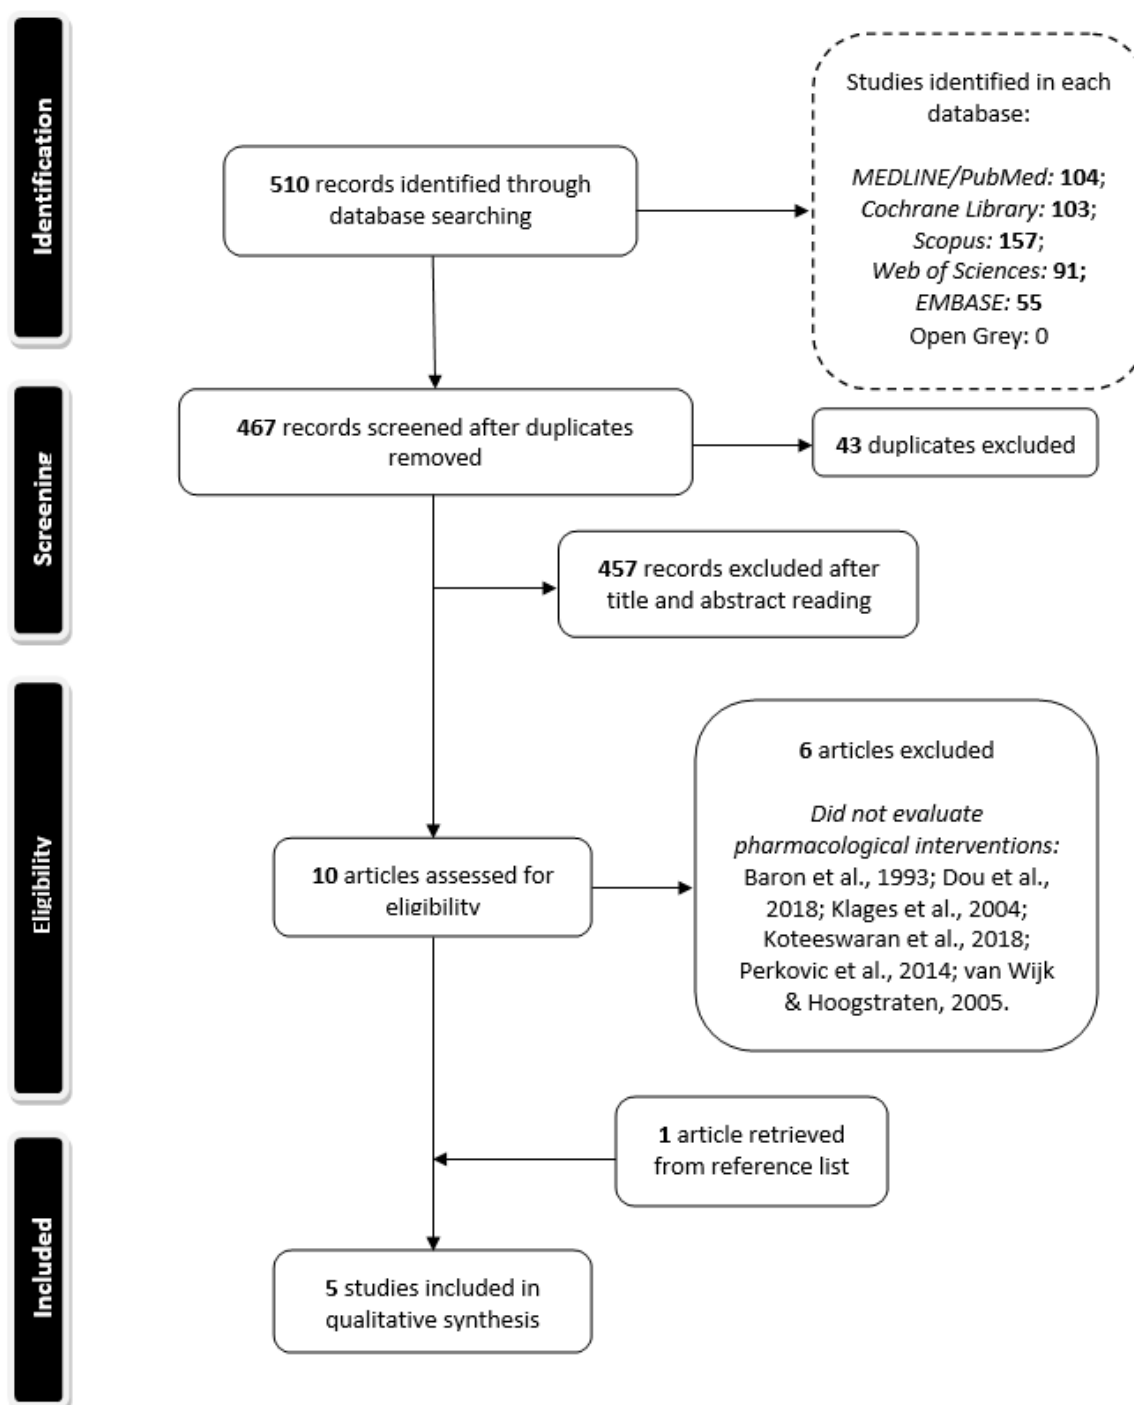 Identification
510 records identified through
database searching
Studies identified in each
database:
MEDLINE/PubMed: 104;
Cochrane Library: 103;
Scopus: 157;
Web of Sciences: 91;
EMBASE: 55
Open Grey: 0
Screening
467 records screened after duplicates
removed
43 duplicates excluded
457 records excluded after
title and abstract reading
Eligibility
10 articles assessed for
eligibility
6 articles excluded
Did not evaluate
pharmacological interventions:
Baron et al., 1993; Dou et al.,
2018; Klages et al., 2004;
Koteeswaran et al., 2018;
Perkovic et al., 2014; van Wijk
& Hoogstraten, 2005.
Included
1 article retrieved
from reference list
5 studies included in
qualitative synthesis